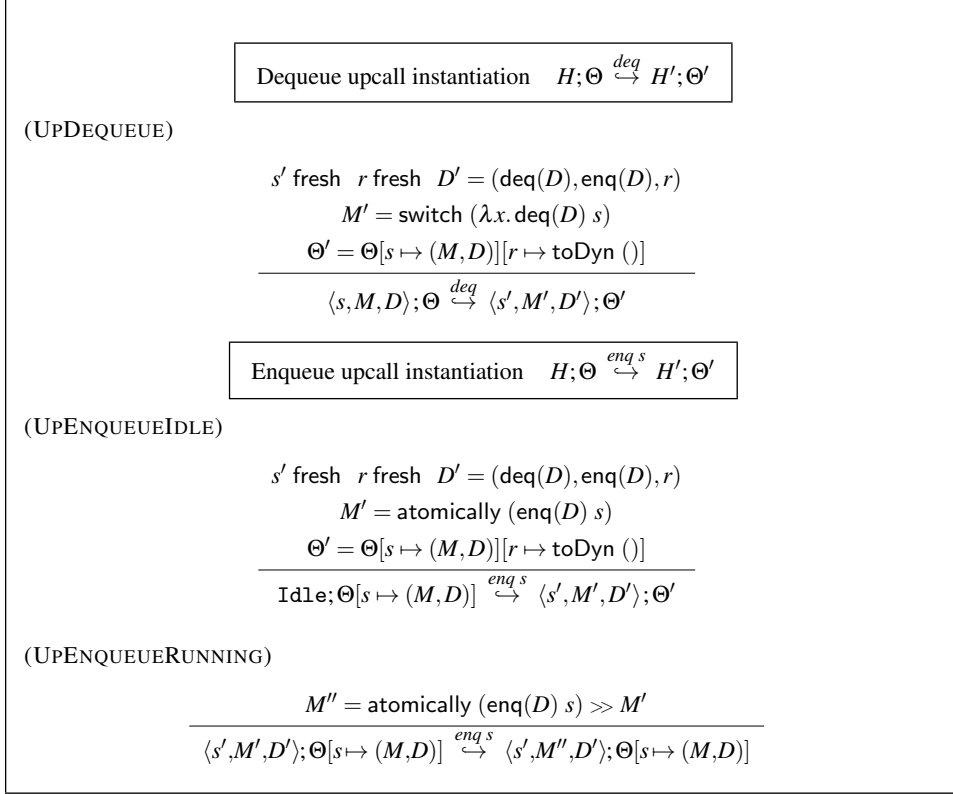 Dequeue upcall instantiation H;Θ ↪deq H′;Θ′
(UPDEQUEUE)
s′ fresh r fresh D′ = (deq(D),enq(D),r)
M′ = switch (λx.deq(D) s)
Θ′ = Θ[s ↦ (M,D)][r ↦ toDyn ()]
⟨s,M,D⟩;Θ ↪deq ⟨s′,M′,D′⟩;Θ′
Enqueue upcall instantiation H;Θ ↪enq s H′;Θ′
(UPENQUEUEIDLE)
s′ fresh r fresh D′ = (deq(D),enq(D),r)
M′ = atomically (enq(D) s)
Θ′ = Θ[s ↦ (M,D)][r ↦ toDyn ()]
Idle;Θ[s ↦ (M,D)] ↪enq s ⟨s′,M′,D′⟩;Θ′
(UPENQUEUERUNNING)
M′′ = atomically (enq(D) s) ≫ M′
⟨s′,M′,D′⟩;Θ[s ↦ (M,D)] ↪enq s ⟨s′,M′′,D′⟩;Θ[s ↦ (M,D)]